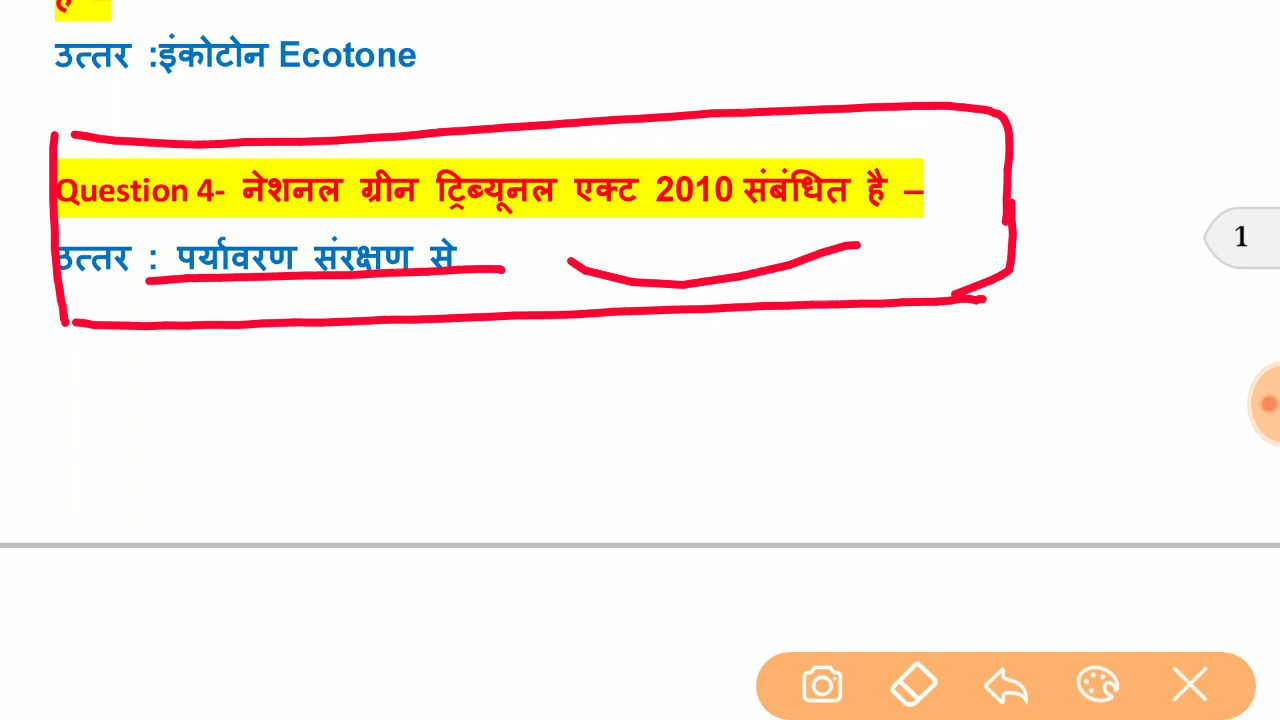 है –
उत्तर :इंकोटोन Ecotone
Question 4- नेशनल ग्रीन ट्रिब्यूनल एक्ट 2010 संबंधित है –
उत्तर : पर्यावरण संरक्षण से
1